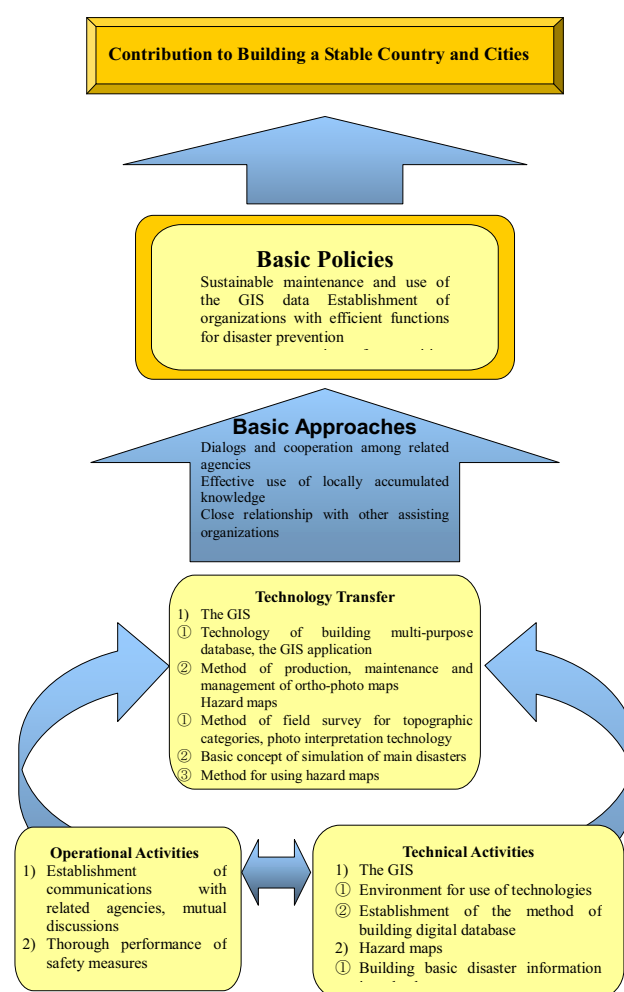 Contribution to Building a Stable Country and Cities
Basic Policies
Sustainable maintenance and use of
the GIS data Establishment of
organizations with efficient functions
for disaster prevention
Basic Approaches
Dialogs and cooperation among related
agencies
Effective use of locally accumulated
knowledge
Close relationship with other assisting
organizations
Technology Transfer
1) The GIS
① Technology of building multi-purpose
database, the GIS application
② Method of production, maintenance and
management of ortho-photo maps
Hazard maps
① Method of field survey for topographic
categories, photo interpretation technology
② Basic concept of simulation of main disasters
③ Method for using hazard maps
Operational Activities
1) Establishment of
communications with
related agencies, mutual
discussions
2) Thorough performance of
safety measures
Technical Activities
1) The GIS
① Environment for use of technologies
② Establishment of the method of
building digital database
2) Hazard maps
① Building basic disaster information